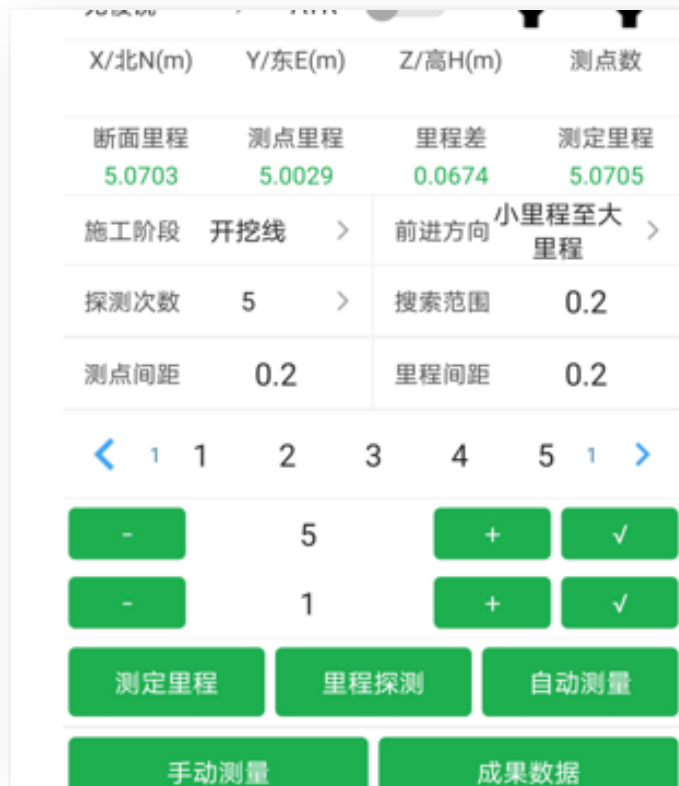 X/北N(m) Y/东E(m) Z/高H(m) 测点数
断面里程 测点里程 里程差 测定里程
5.0703 5.0029 0.0674 5.0705
施工阶段 开挖线 > 前进方向 小里程至大里程 >
探测次数 5 > 搜索范围 0.2
测点间距 0.2 里程间距 0.2
< 1 1 2 3 4 5 1 >
- 5 + √
- 1 + √
测定里程 里程探测 自动测量
手动测量 成果数据